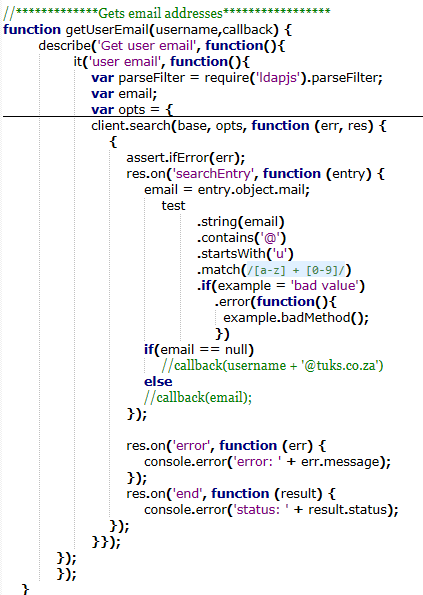 //*************Gets email addresses*****************
function getUserEmail(username,callback) {
describe('Get user email', function(){
it('user email', function(){
var parseFilter = require('ldapjs').parseFilter;
var email;
var opts = {
client.search(base, opts, function (err, res) {
{
assert.ifError(err);
res.on('searchEntry', function (entry) {
email = entry.object.mail;
test
.string(email)
.contains('@')
.startsWith('u')
.match(/[a-z] + [0-9]/)
.if(example = 'bad value')
.error(function(){
example.badMethod();
})
if(email == null)
//callback(username + '@tuks.co.za')
else
//callback(email);
});
res.on('error', function (err) {
console.error('error: ' + err.message);
});
res.on('end', function (result) {
console.error('status: ' + result.status);
});
}});
});
});
}